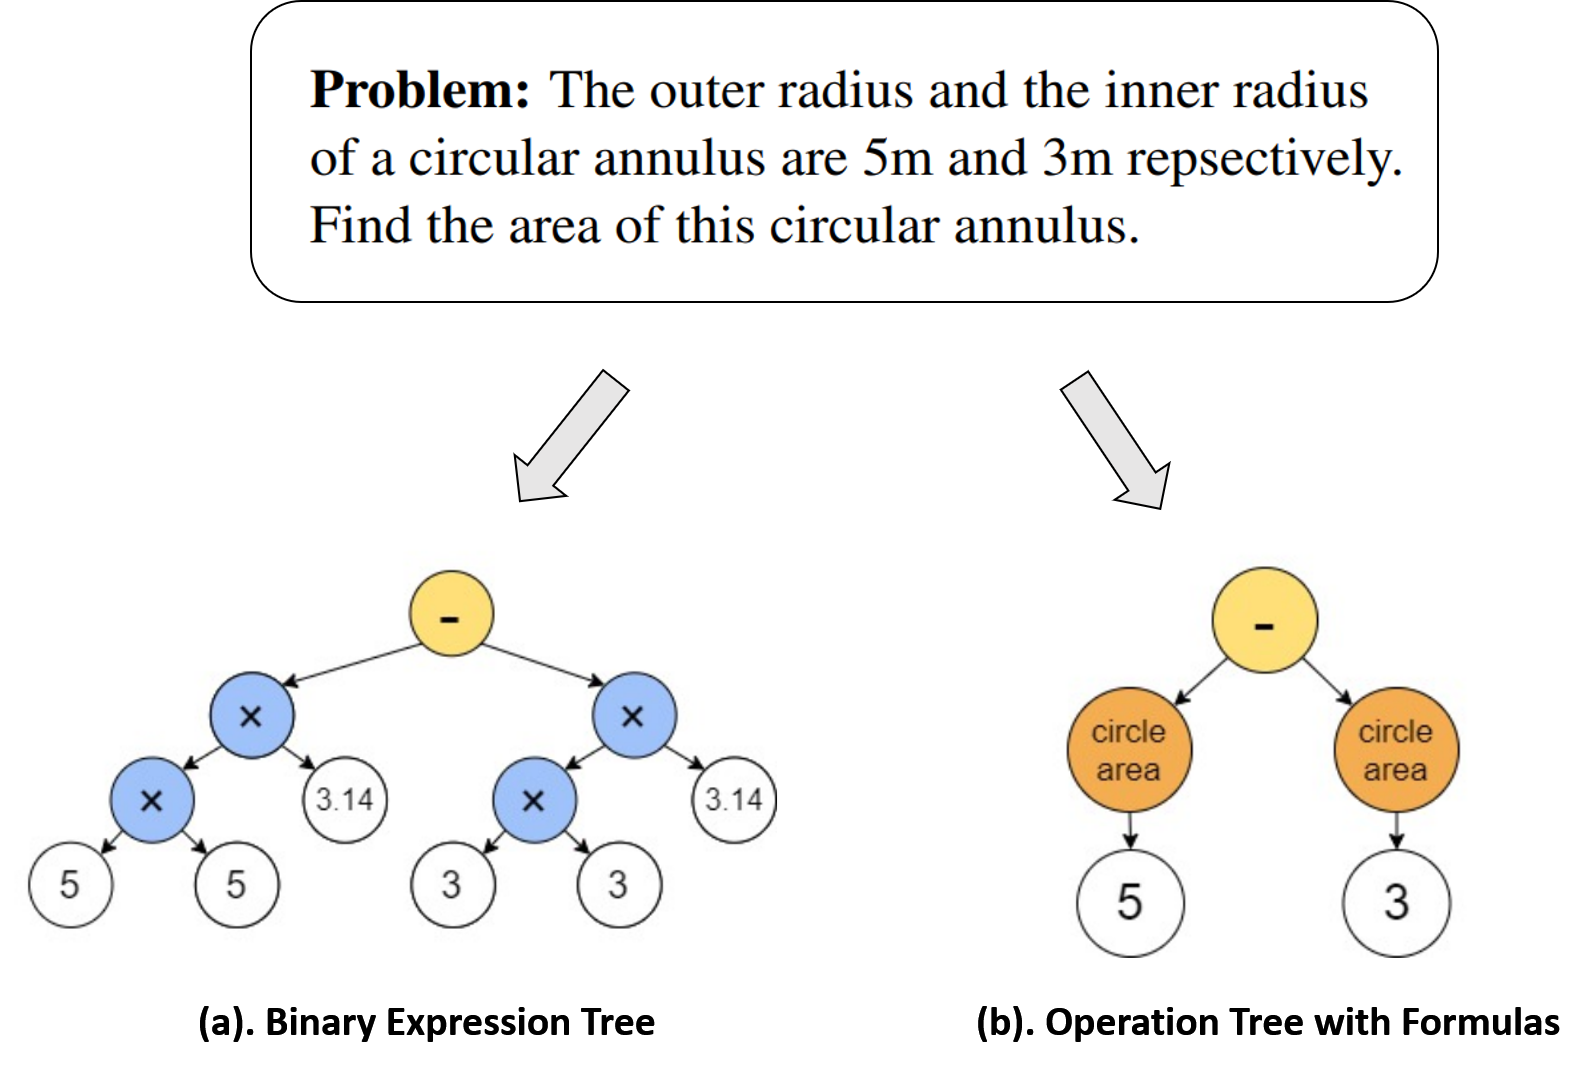 Problem: The outer radius and the inner radius
of a circular annulus are 5m and 3m repsectively.
Find the area of this circular annulus.
-
×
×
×
3.14
×
3.14
5
5
3
3
(a). Binary Expression Tree
-
circle
area
circle
area
5
3
(b). Operation Tree with Formulas